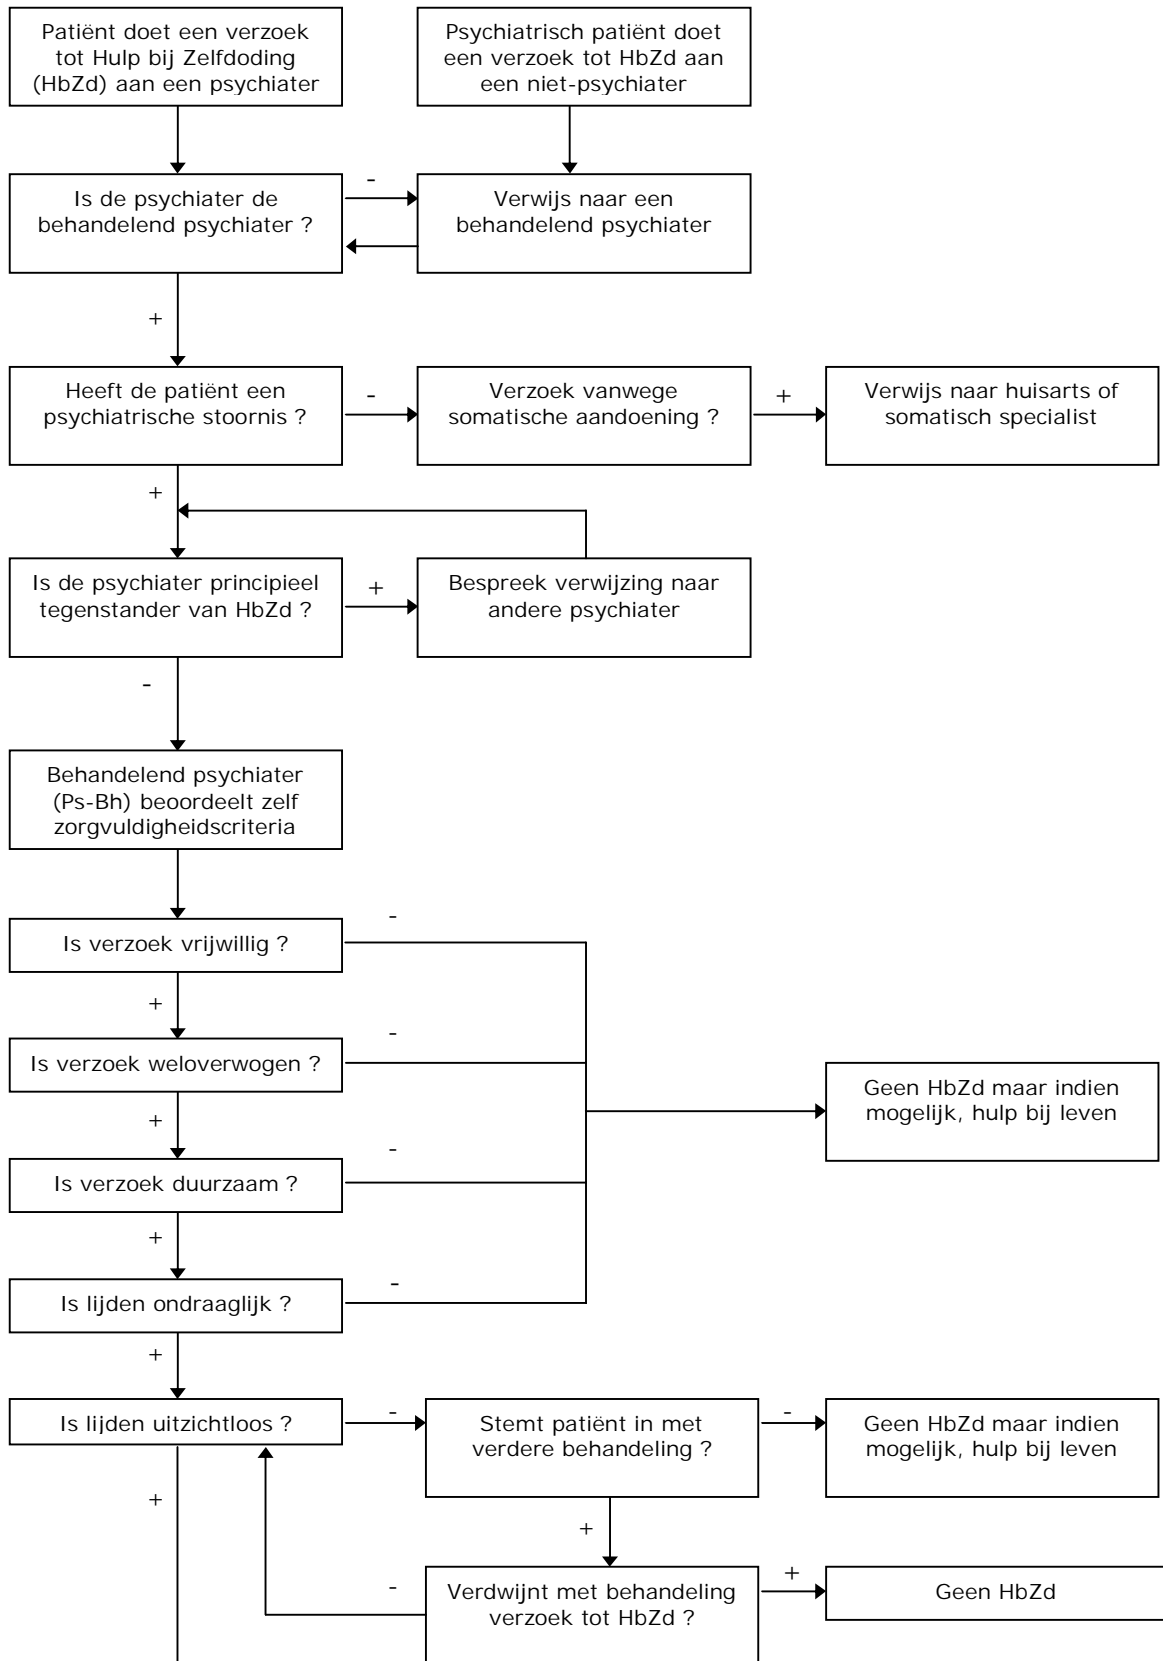 Patiënt doet een verzoek
tot Hulp bij Zelfdoding
(HbZd) aan een psychiater
Psychiatrisch patiënt doet
een verzoek tot HbZd aan
een niet-psychiater
Is de psychiater de
behandelend psychiater ?
-
Verwijs naar een
behandelend psychiater
+
Heeft de patiënt een
psychiatrische stoornis ?
-
Verzoek vanwege
somatische aandoening ?
+
Verwijs naar huisarts of
somatisch specialist
+
Is de psychiater principieel
tegenstander van HbZd ?
+
Bespreek verwijzing naar
andere psychiater
-
Behandelend psychiater
(Ps-Bh) beoordeelt zelf
zorgvuldigheidscriteria
Is verzoek vrijwillig ?
-
+
Is verzoek weloverwogen ?
-
Geen HbZd maar indien
mogelijk, hulp bij leven
+
Is verzoek duurzaam ?
-
+
Is lijden ondraaglijk ?
-
+
Is lijden uitzichtloos ?
-
Stemt patiënt in met
verdere behandeling ?
-
Geen HbZd maar indien
mogelijk, hulp bij leven
+
+
-
Verdwijnt met behandeling
verzoek tot HbZd ?
+
Geen HbZd